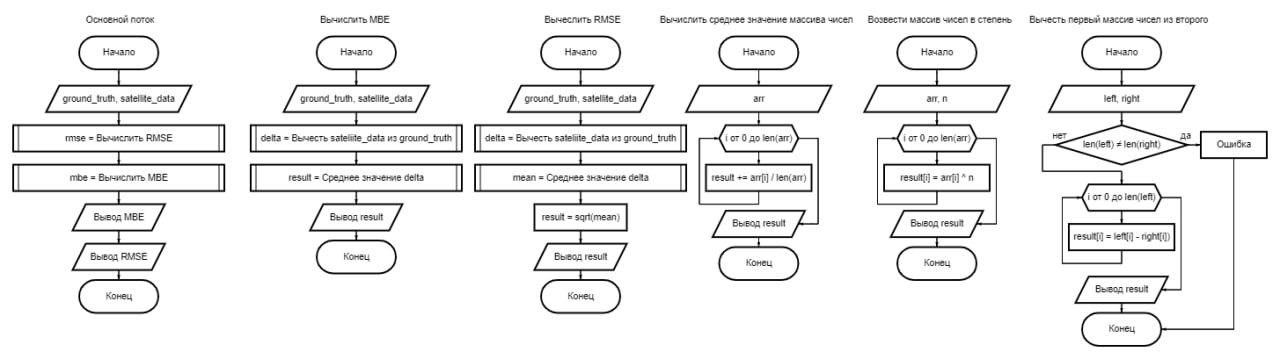 Основной поток
Начало
ground_truth, satellite_data
rmse = Вычислить RMSE
mbe = Вычислить MBE
Вывод MBE
Вывод RMSE
Конец
Вычислить MBE
Начало
ground_truth, satellite_data
delta = Вычесть sateliite_data из ground_truth
result = Среднее значение delta
Вывод result
Конец
Вычеслить RMSE
Начало
ground_truth, satellite_data
delta = Вычесть sateliite_data из ground_truth
mean = Среднее значение delta
result = sqrt(mean)
Вывод result
Конец
Вычислить среднее значение массива чисел
Начало
arr
i от 0 до len(arr)
result += arr[i] / len(arr)
Вывод result
Конец
Возвести массив чисел в степень
Начало
arr, n
i от 0 до len(arr)
result[i] = arr[i] ^ n
Вывод result
Конец
Вычесть первый массив чисел из второго
Начало
left, right
нет
да
len(left) ≠ len(right)
Ошибка
i от 0 до len(left)
result[i] = left[i] - right[i])
Вывод result
Конец